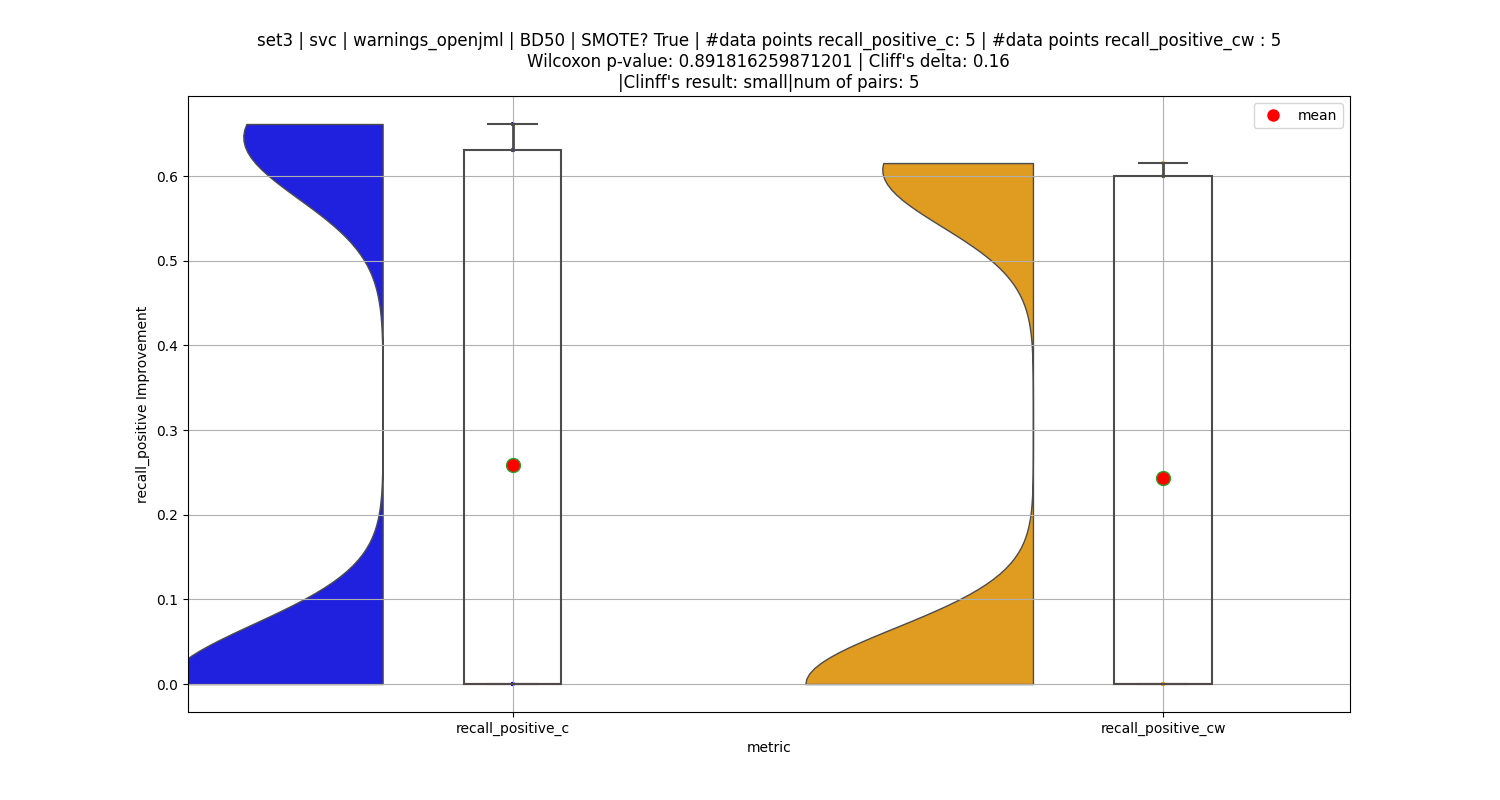 set3 | svc | warnings_openjml | BD50 | SMOTE? True | #data points recall_positive_c: 5 | #data points recall_positive_cw : 5
Wilcoxon p-value: 0.891816259871201 | Cliff's delta: 0.16
|Clinff's result: small|num of pairs: 5
mean
recall_positive Improvement
0.6
0.5
0.4
0.3
0.2
0.1
0.0
recall_positive_c
recall_positive_cw
metric